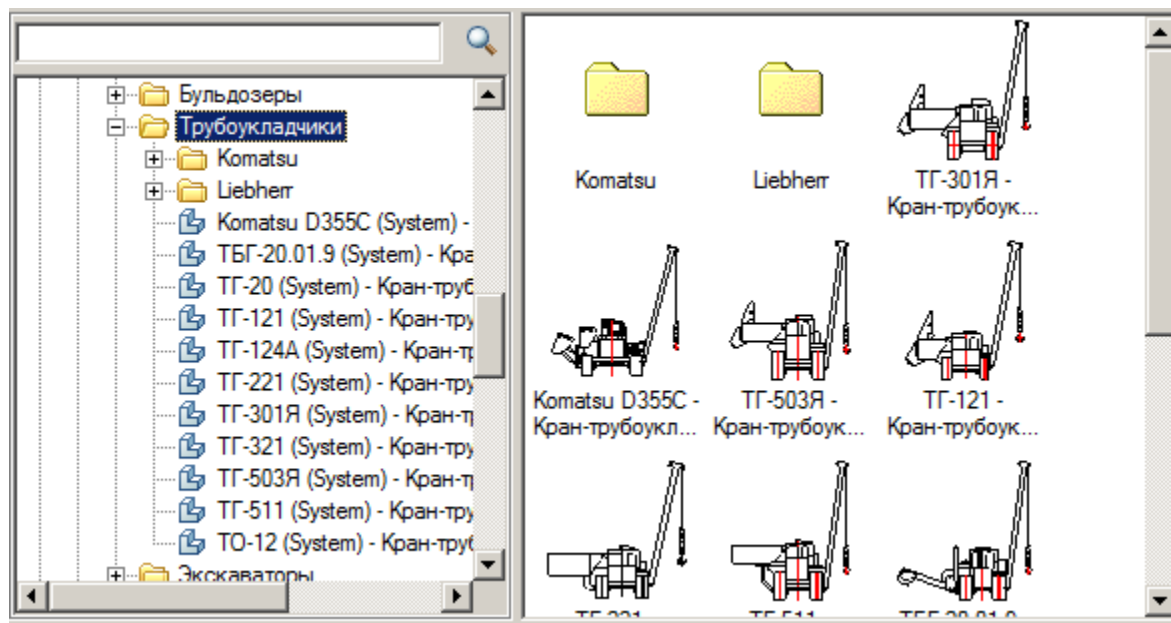 Бульдозеры
Трубоукладчики
Komatsu
Liebherr
Komatsu D355C (System) -
ТБГ-20.01.9 (System) - Кра
ТГ-20 (System) - Кран-труб
ТГ-121 (System) - Кран-тру
ТГ-124А (System) - Кран-т
ТГ-221 (System) - Кран-тру
ТГ-301Я (System) - Кран-т
ТГ-321 (System) - Кран-тру
ТГ-503Я (System) - Кран-т
ТГ-511 (System) - Кран-тру
ТО-12 (System) - Кран-труб
Экскаваторы
Komatsu
Liebherr
ТГ-301Я -
Кран-трубоук...
Komatsu D355C -
Кран-трубоукл...
ТГ-503Я -
Кран-трубоук...
ТГ-121 -
Кран-трубоук...